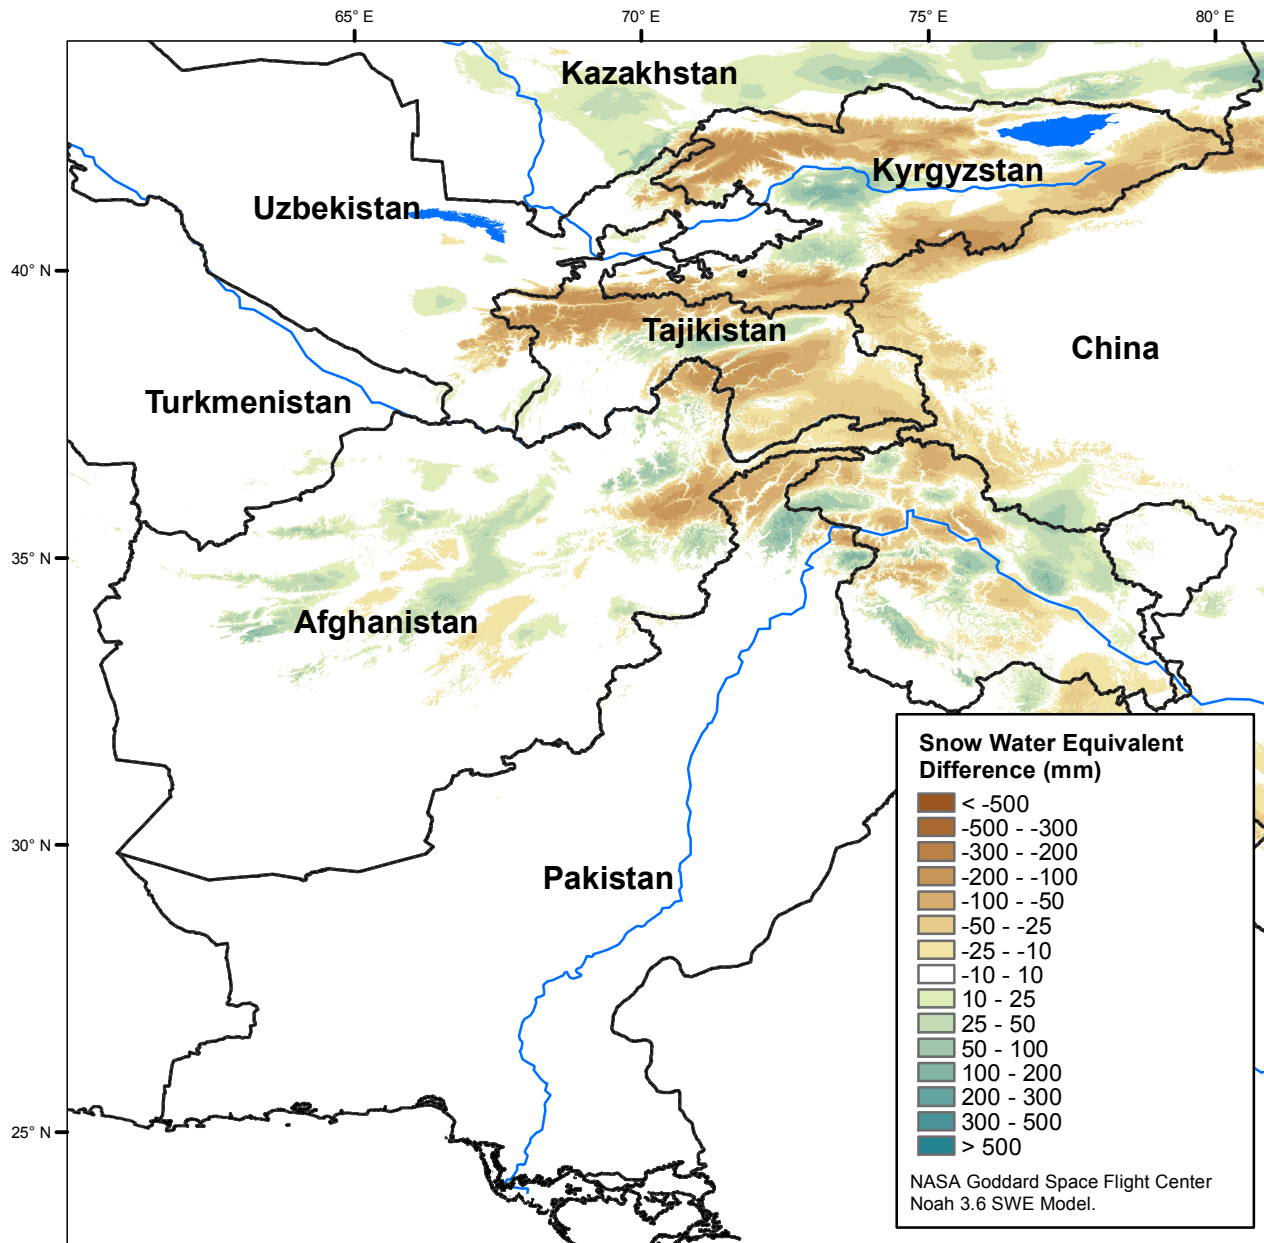 65° E
70° E
75° E
80° E
Kazakhstan
Kyrgyzstan
Uzbekistan
40° N
Tajikistan
China
Turkmenistan
35° N
Afghanistan
Snow Water Equivalent
Difference (mm)
< -500
-500 - -300
-300 - -200
-200 - -100
-100 - -50
-50 - -25
-25 - -10
-10 - 10
10 - 25
25 - 50
50 - 100
100 - 200
200 - 300
300 - 500
> 500
30° N
Pakistan
25° N
NASA Goddard Space Flight Center
Noah 3.6 SWE Model.